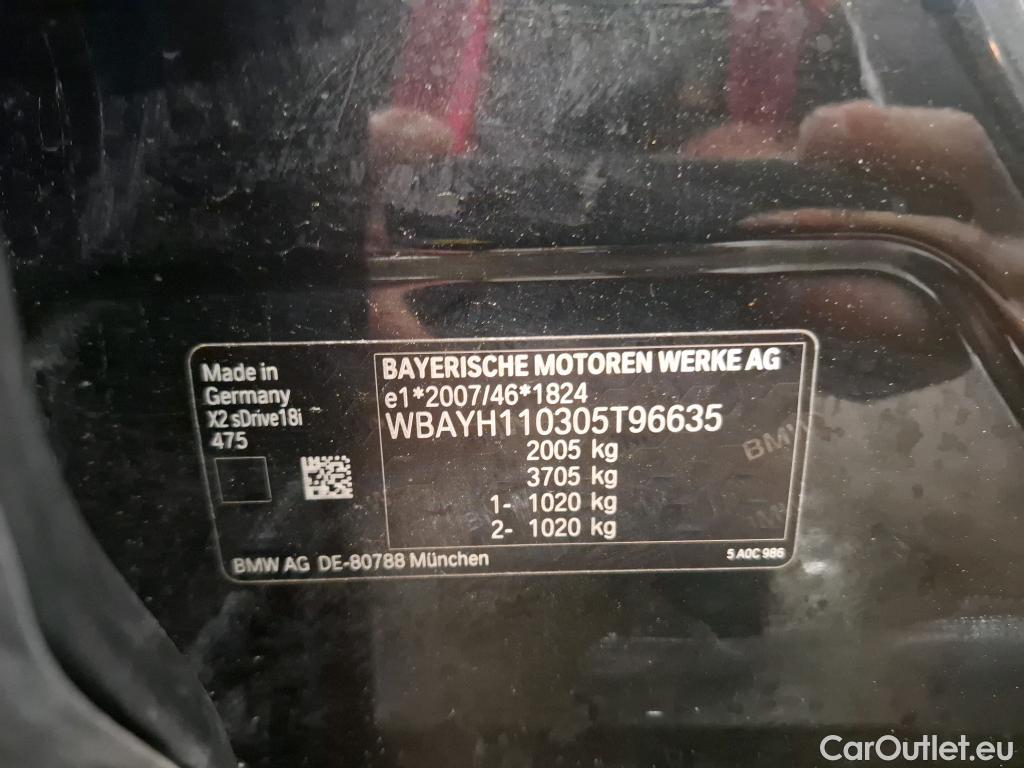 Made in
Germany
X2 sDrive18i
475
BAYERISCHE MOTOREN WERKE AG
e1*2007/46*1824
WBAYH110305T96635
2005 kg
3705 kg
1- 1020 kg
2- 1020 kg
BMW
BMW AG DE-80788 München
5 A0C 986
CarOutlet.eu